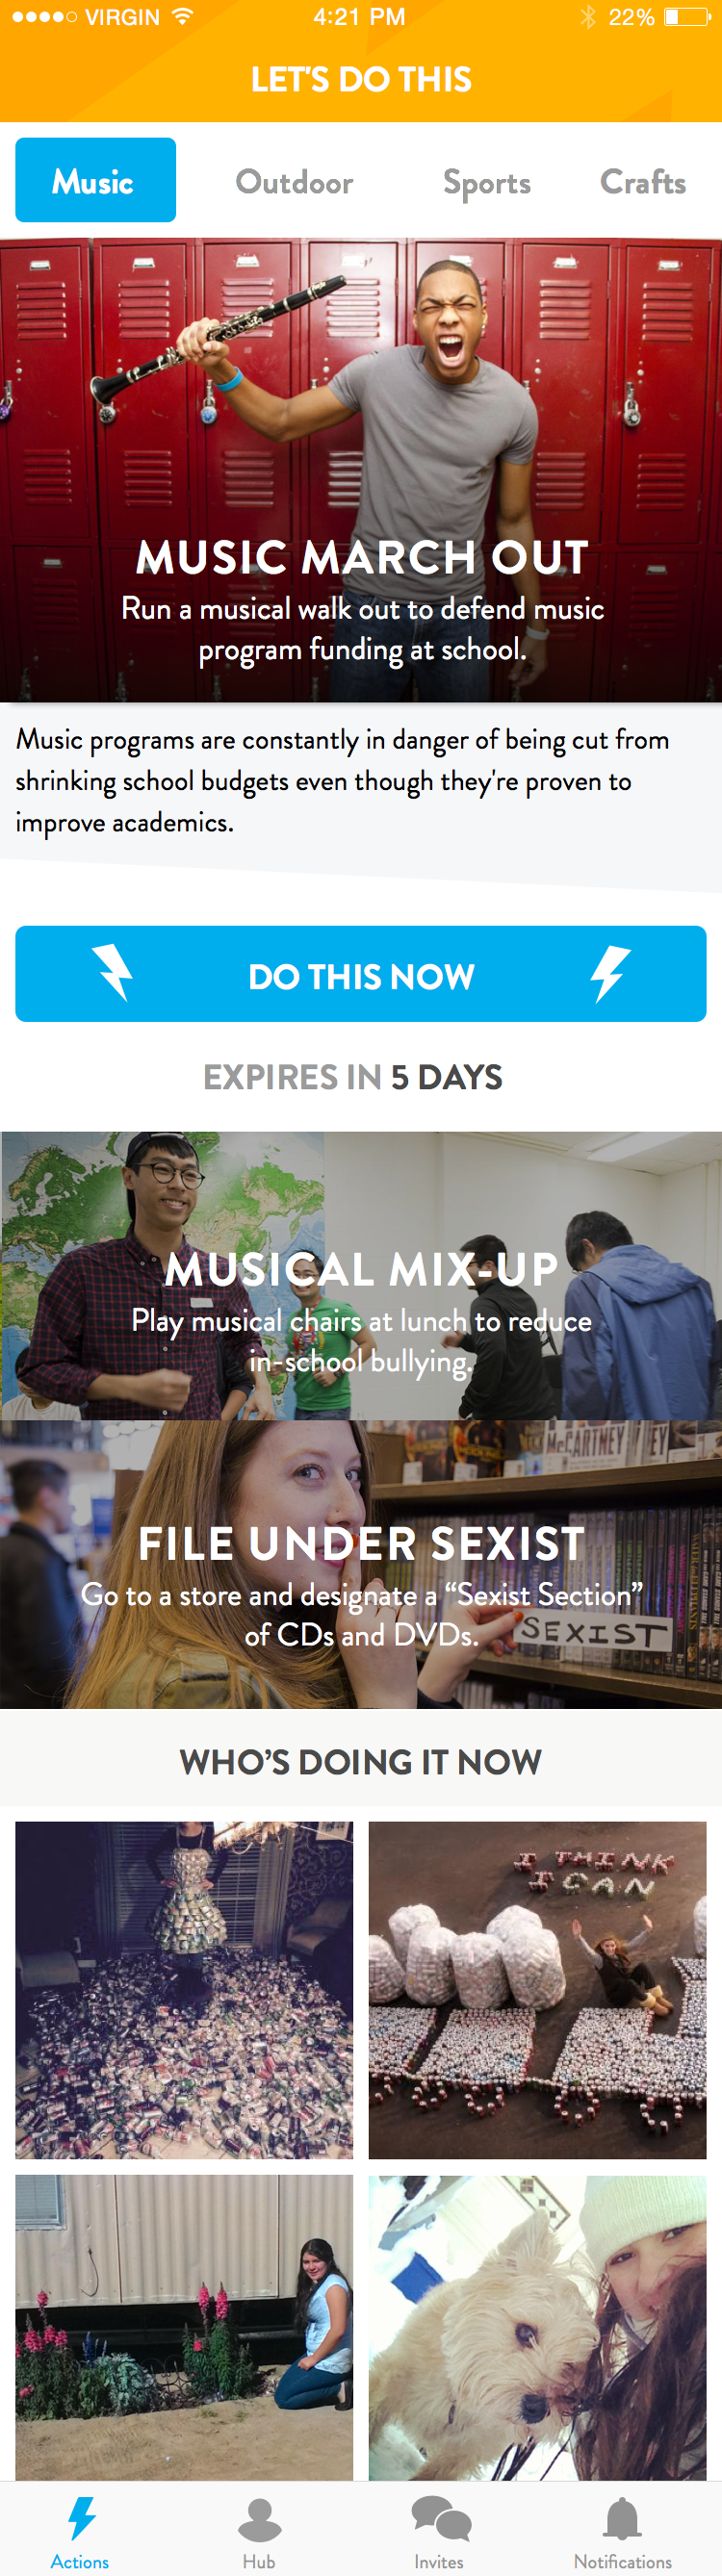 VIRGIN 4:21 PM 22%
LET'S DO THIS
Music Outdoor Sports Crafts
MUSIC MARCH OUT
Run a musical walk out to defend music
program funding at school.
Music programs are constantly in danger of being cut from
shrinking school budgets even though they're proven to
improve academics.
DO THIS NOW
EXPIRES IN 5 DAYS
MUSICAL MIX-UP
Play musical chairs at lunch to reduce
in-school bullying.
McCARTNEY
FILE UNDER SEXIST
Go to a store and designate a “Sexist Section”
of CDs and DVDs.
SEXIST
WHO’S DOING IT NOW
I THINK
I CAN
Actions Hub Invites Notifications